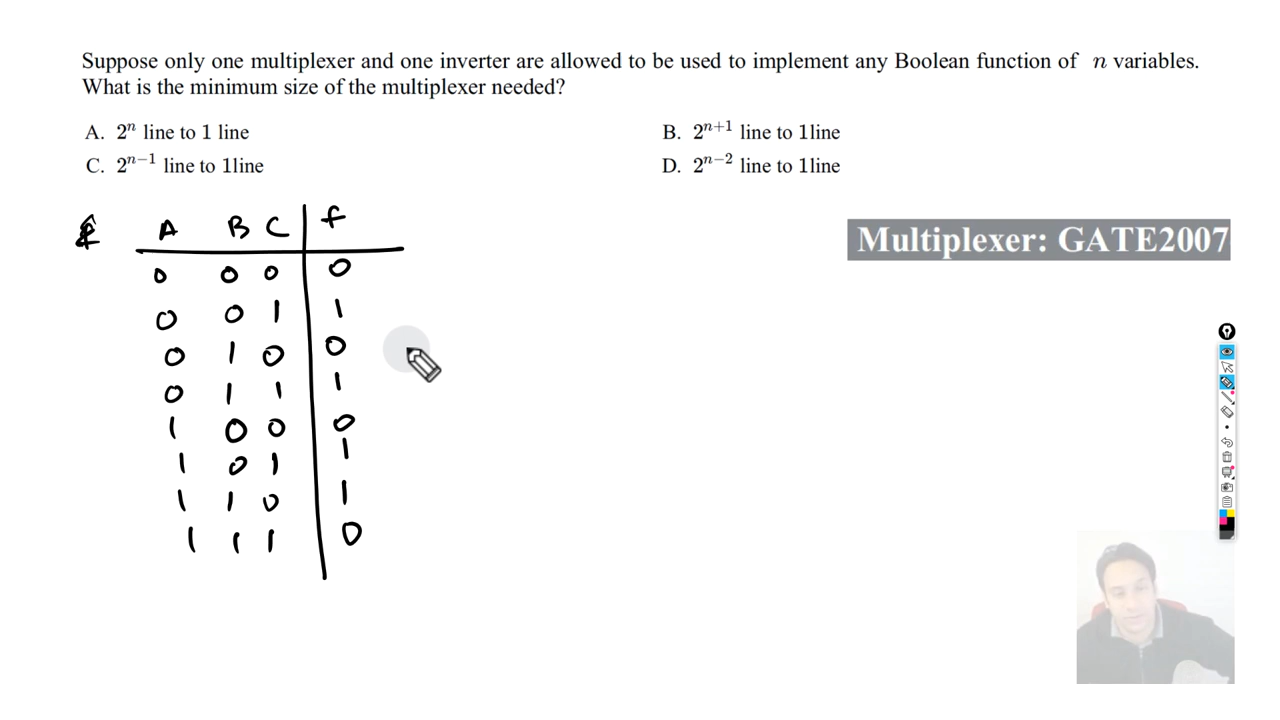 Suppose only one multiplexer and one inverter are allowed to be used to implement any Boolean function of n variables.
What is the minimum size of the multiplexer needed?
A. 2^n line to 1 line
B. 2^{n+1} line to 1line
C. 2^{n−1} line to 1line
D. 2^{n−2} line to 1line
Multiplexer: GATE2007
A B C f
0 0 0 0
0 0 1 1
0 1 0 0
0 1 1 1
1 0 0 0
1 0 1 1
1 1 0 1
1 1 1 0